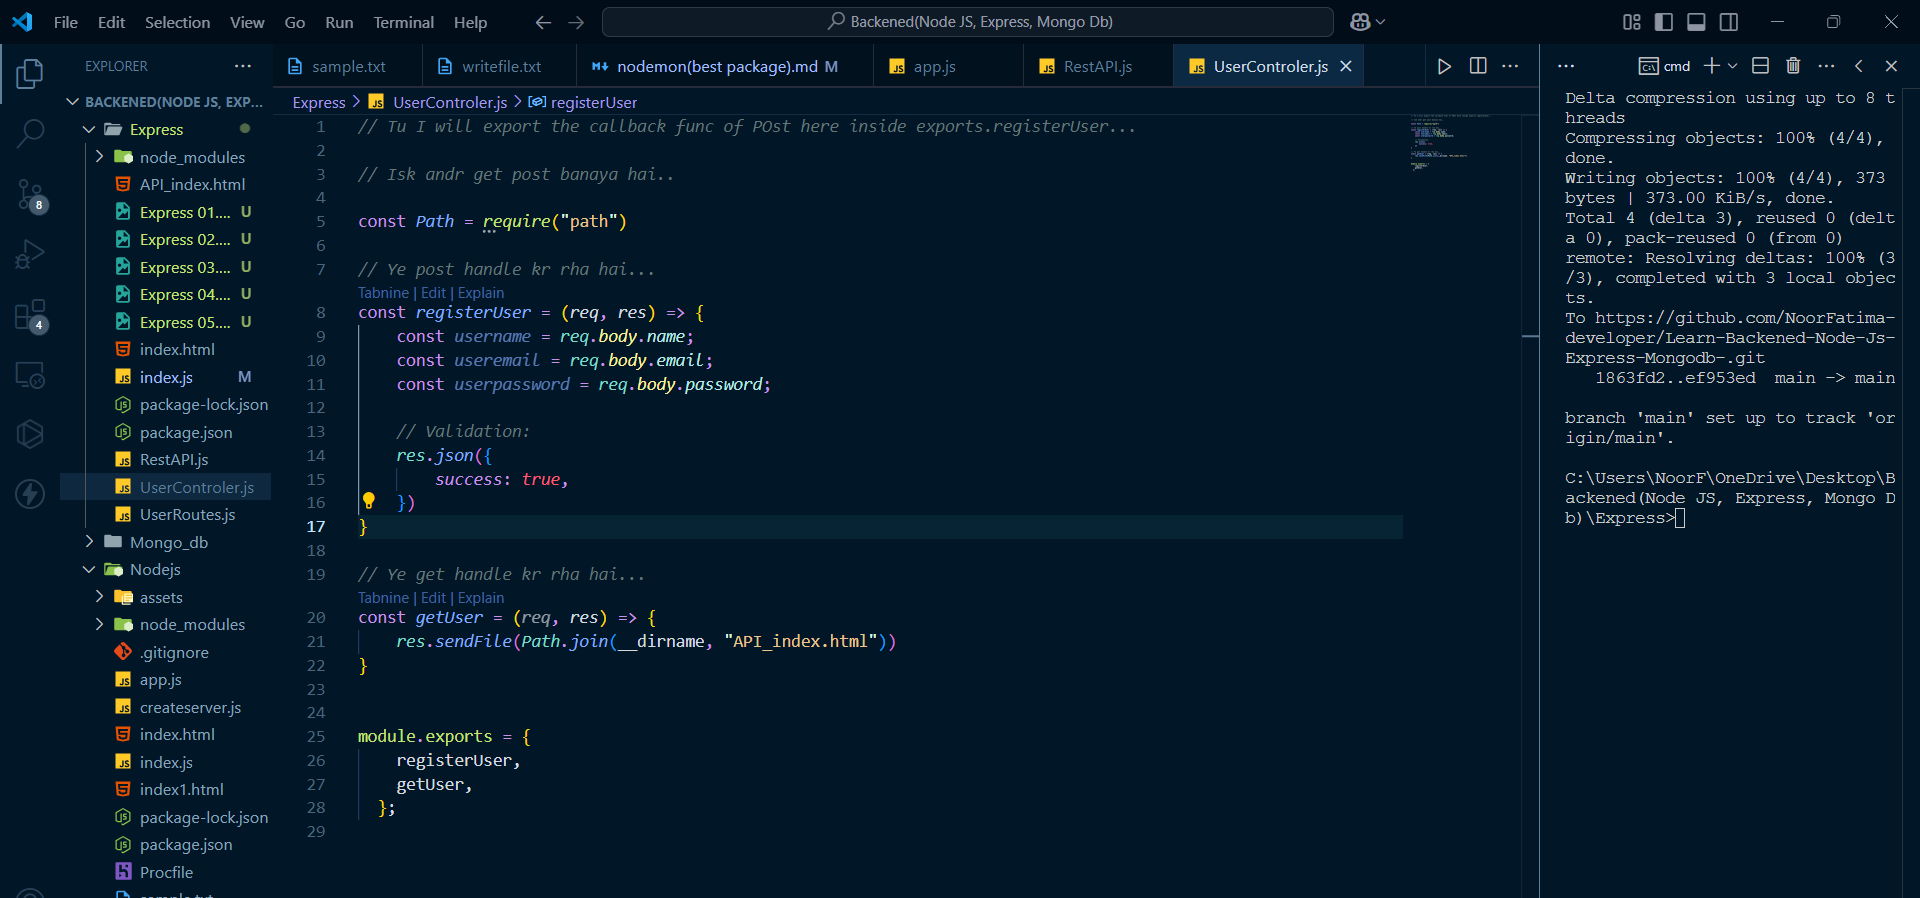 File Edit Selection View Go Run Terminal Help
Backened(Node JS, Express, Mongo Db)
EXPLORER
BACKENED(NODE JS, EXP...
Express
node_modules
API_index.html
Express 01.... U
Express 02.... U
Express 03.... U
Express 04.... U
Express 05.... U
index.html
index.js M
package-lock.json
package.json
RestAPI.js
UserControler.js
UserRoutes.js
Mongo_db
Nodejs
assets
node_modules
.gitignore
app.js
createserver.js
index.html
index.js
index1.html
package-lock.json
package.json
Procfile
8
4
sample.txt writefile.txt nodemon(best package).md M app.js RestAPI.js UserControler.js
Express > UserControler.js > registerUser
1 // Tu I will export the callback func of POst here inside exports.registerUser...
2
3 // Isk andr get post banaya hai..
4
5 const Path = require("path")
6
7 // Ye post handle kr rha hai...
Tabnine | Edit | Explain
8 const registerUser = (req, res) => {
9 const username = req.body.name;
10 const useremail = req.body.email;
11 const userpassword = req.body.password;
12
13 // Validation:
14 res.json({
15 success: true,
16 })
17 }
18
19 // Ye get handle kr rha hai...
Tabnine | Edit | Explain
20 const getUser = (req, res) => {
21 res.sendFile(Path.join(__dirname, "API_index.html"))
22 }
23
24
25 module.exports = {
26 registerUser,
27 getUser,
28 };
29
cmd
Delta compression using up to 8 t
hreads
Compressing objects: 100% (4/4),
done.
Writing objects: 100% (4/4), 373
bytes | 373.00 KiB/s, done.
Total 4 (delta 3), reused 0 (delt
a 0), pack-reused 0 (from 0)
remote: Resolving deltas: 100% (3
/3), completed with 3 local objec
ts.
To https://github.com/NoorFatima-
developer/Learn-Backened-Node-Js-
Express-Mongodb-.git
1863fd2..ef953ed main -> main
branch 'main' set up to track 'or
igin/main'.
C:\Users\NoorF\OneDrive\Desktop\B
ackened(Node JS, Express, Mongo D
b)\Express>